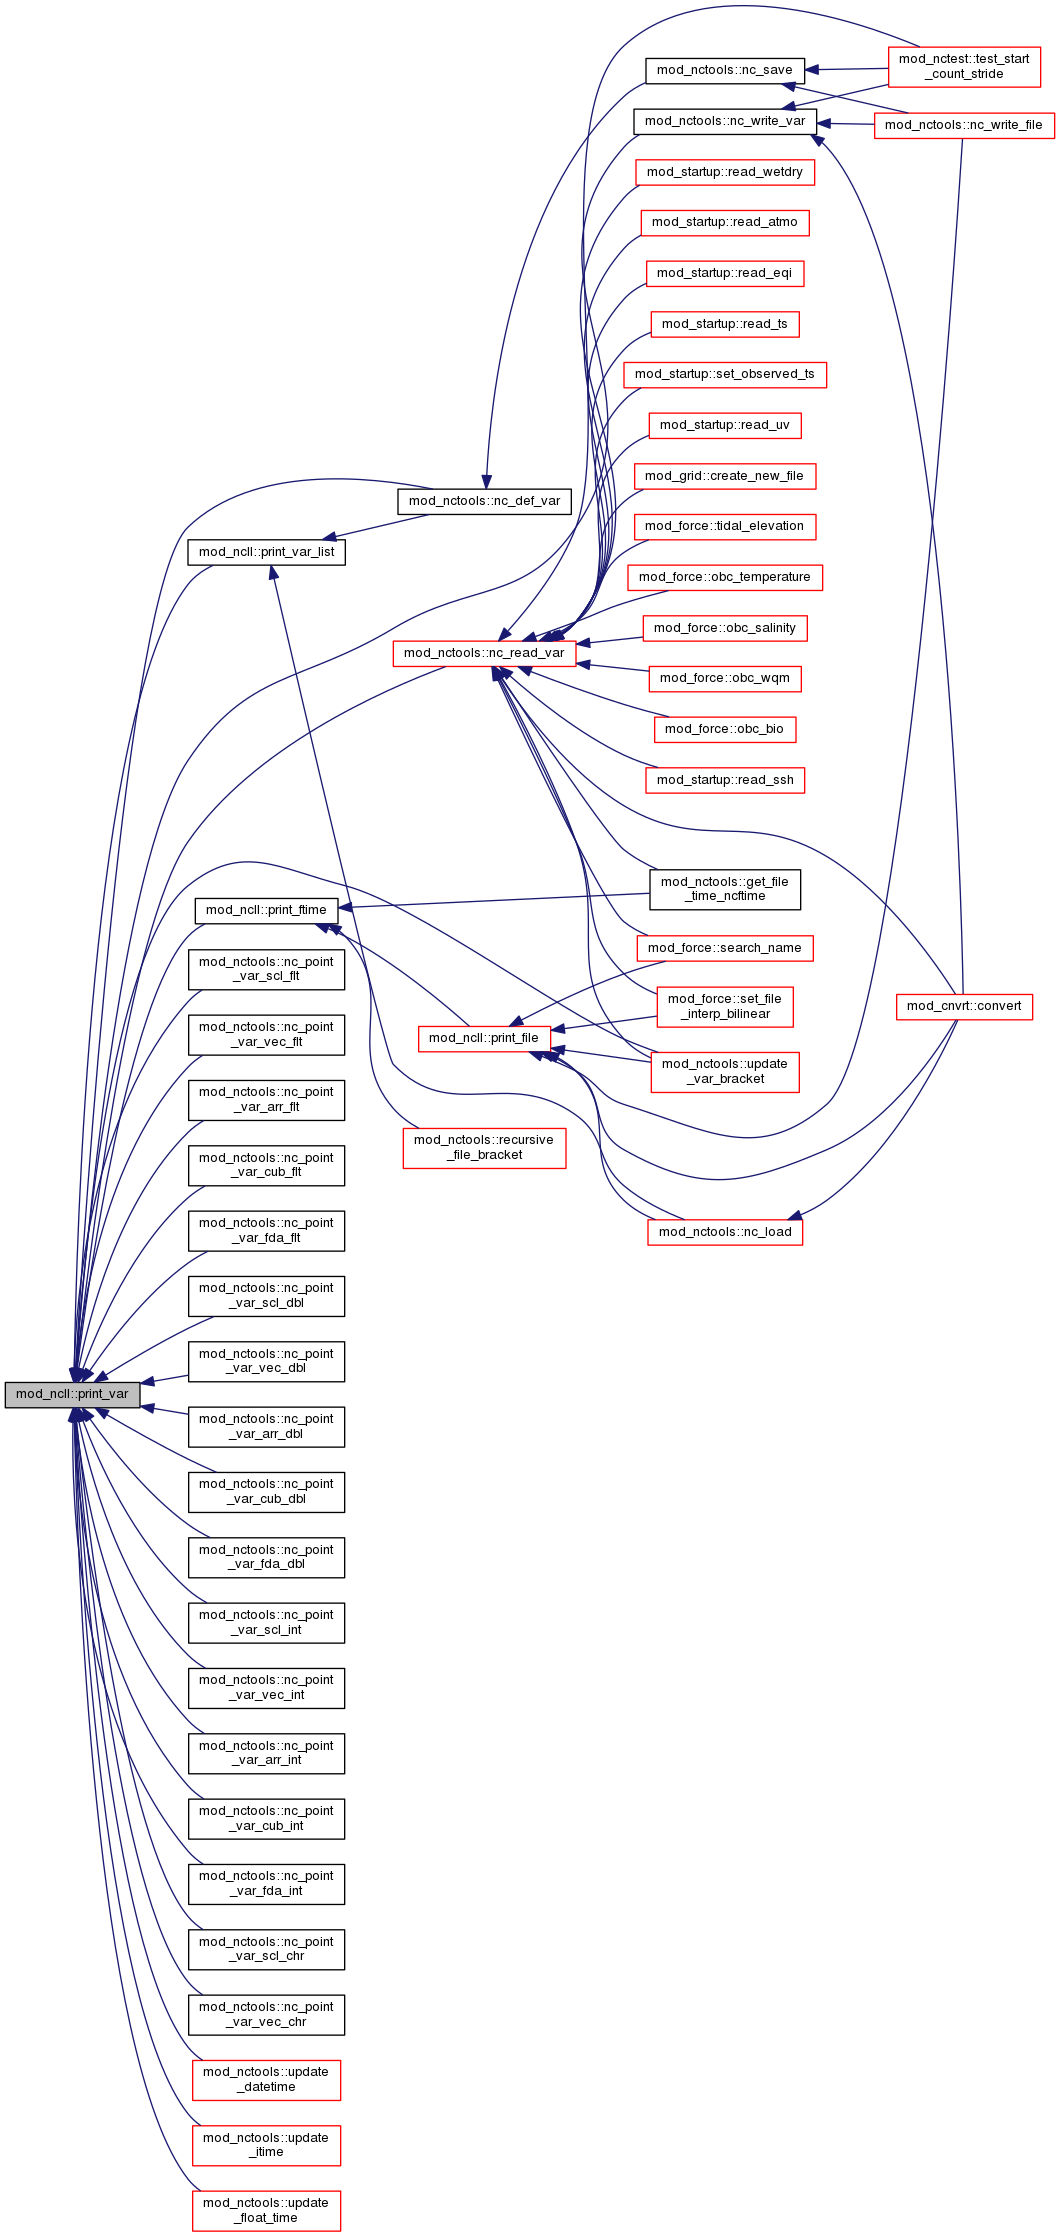 mod_nctest::test_start
_count_stride
mod_nctools::nc_save
mod_nctools::nc_write_var
mod_nctools::nc_write_file
mod_startup::read_wetdry
mod_startup::read_atmo
mod_startup::read_eqi
mod_startup::read_ts
mod_startup::set_observed_ts
mod_startup::read_uv
mod_grid::create_new_file
mod_nctools::nc_def_var
mod_force::tidal_elevation
mod_ncll::print_var_list
mod_force::obc_temperature
mod_force::obc_salinity
mod_nctools::nc_read_var
mod_force::obc_wqm
mod_force::obc_bio
mod_startup::read_ssh
mod_nctools::get_file
_time_ncftime
mod_ncll::print_ftime
mod_force::search_name
mod_nctools::nc_point
_var_scl_flt
mod_force::set_file
_interp_bilinear
mod_cnvrt::convert
mod_nctools::nc_point
_var_vec_flt
mod_ncll::print_file
mod_nctools::update
_var_bracket
mod_nctools::nc_point
_var_arr_flt
mod_nctools::recursive
_file_bracket
mod_nctools::nc_point
_var_cub_flt
mod_nctools::nc_point
_var_fda_flt
mod_nctools::nc_load
mod_nctools::nc_point
_var_scl_dbl
mod_nctools::nc_point
_var_vec_dbl
mod_ncll::print_var
mod_nctools::nc_point
_var_arr_dbl
mod_nctools::nc_point
_var_cub_dbl
mod_nctools::nc_point
_var_fda_dbl
mod_nctools::nc_point
_var_scl_int
mod_nctools::nc_point
_var_vec_int
mod_nctools::nc_point
_var_arr_int
mod_nctools::nc_point
_var_cub_int
mod_nctools::nc_point
_var_fda_int
mod_nctools::nc_point
_var_scl_chr
mod_nctools::nc_point
_var_vec_chr
mod_nctools::update
_datetime
mod_nctools::update
_itime
mod_nctools::update
_float_time